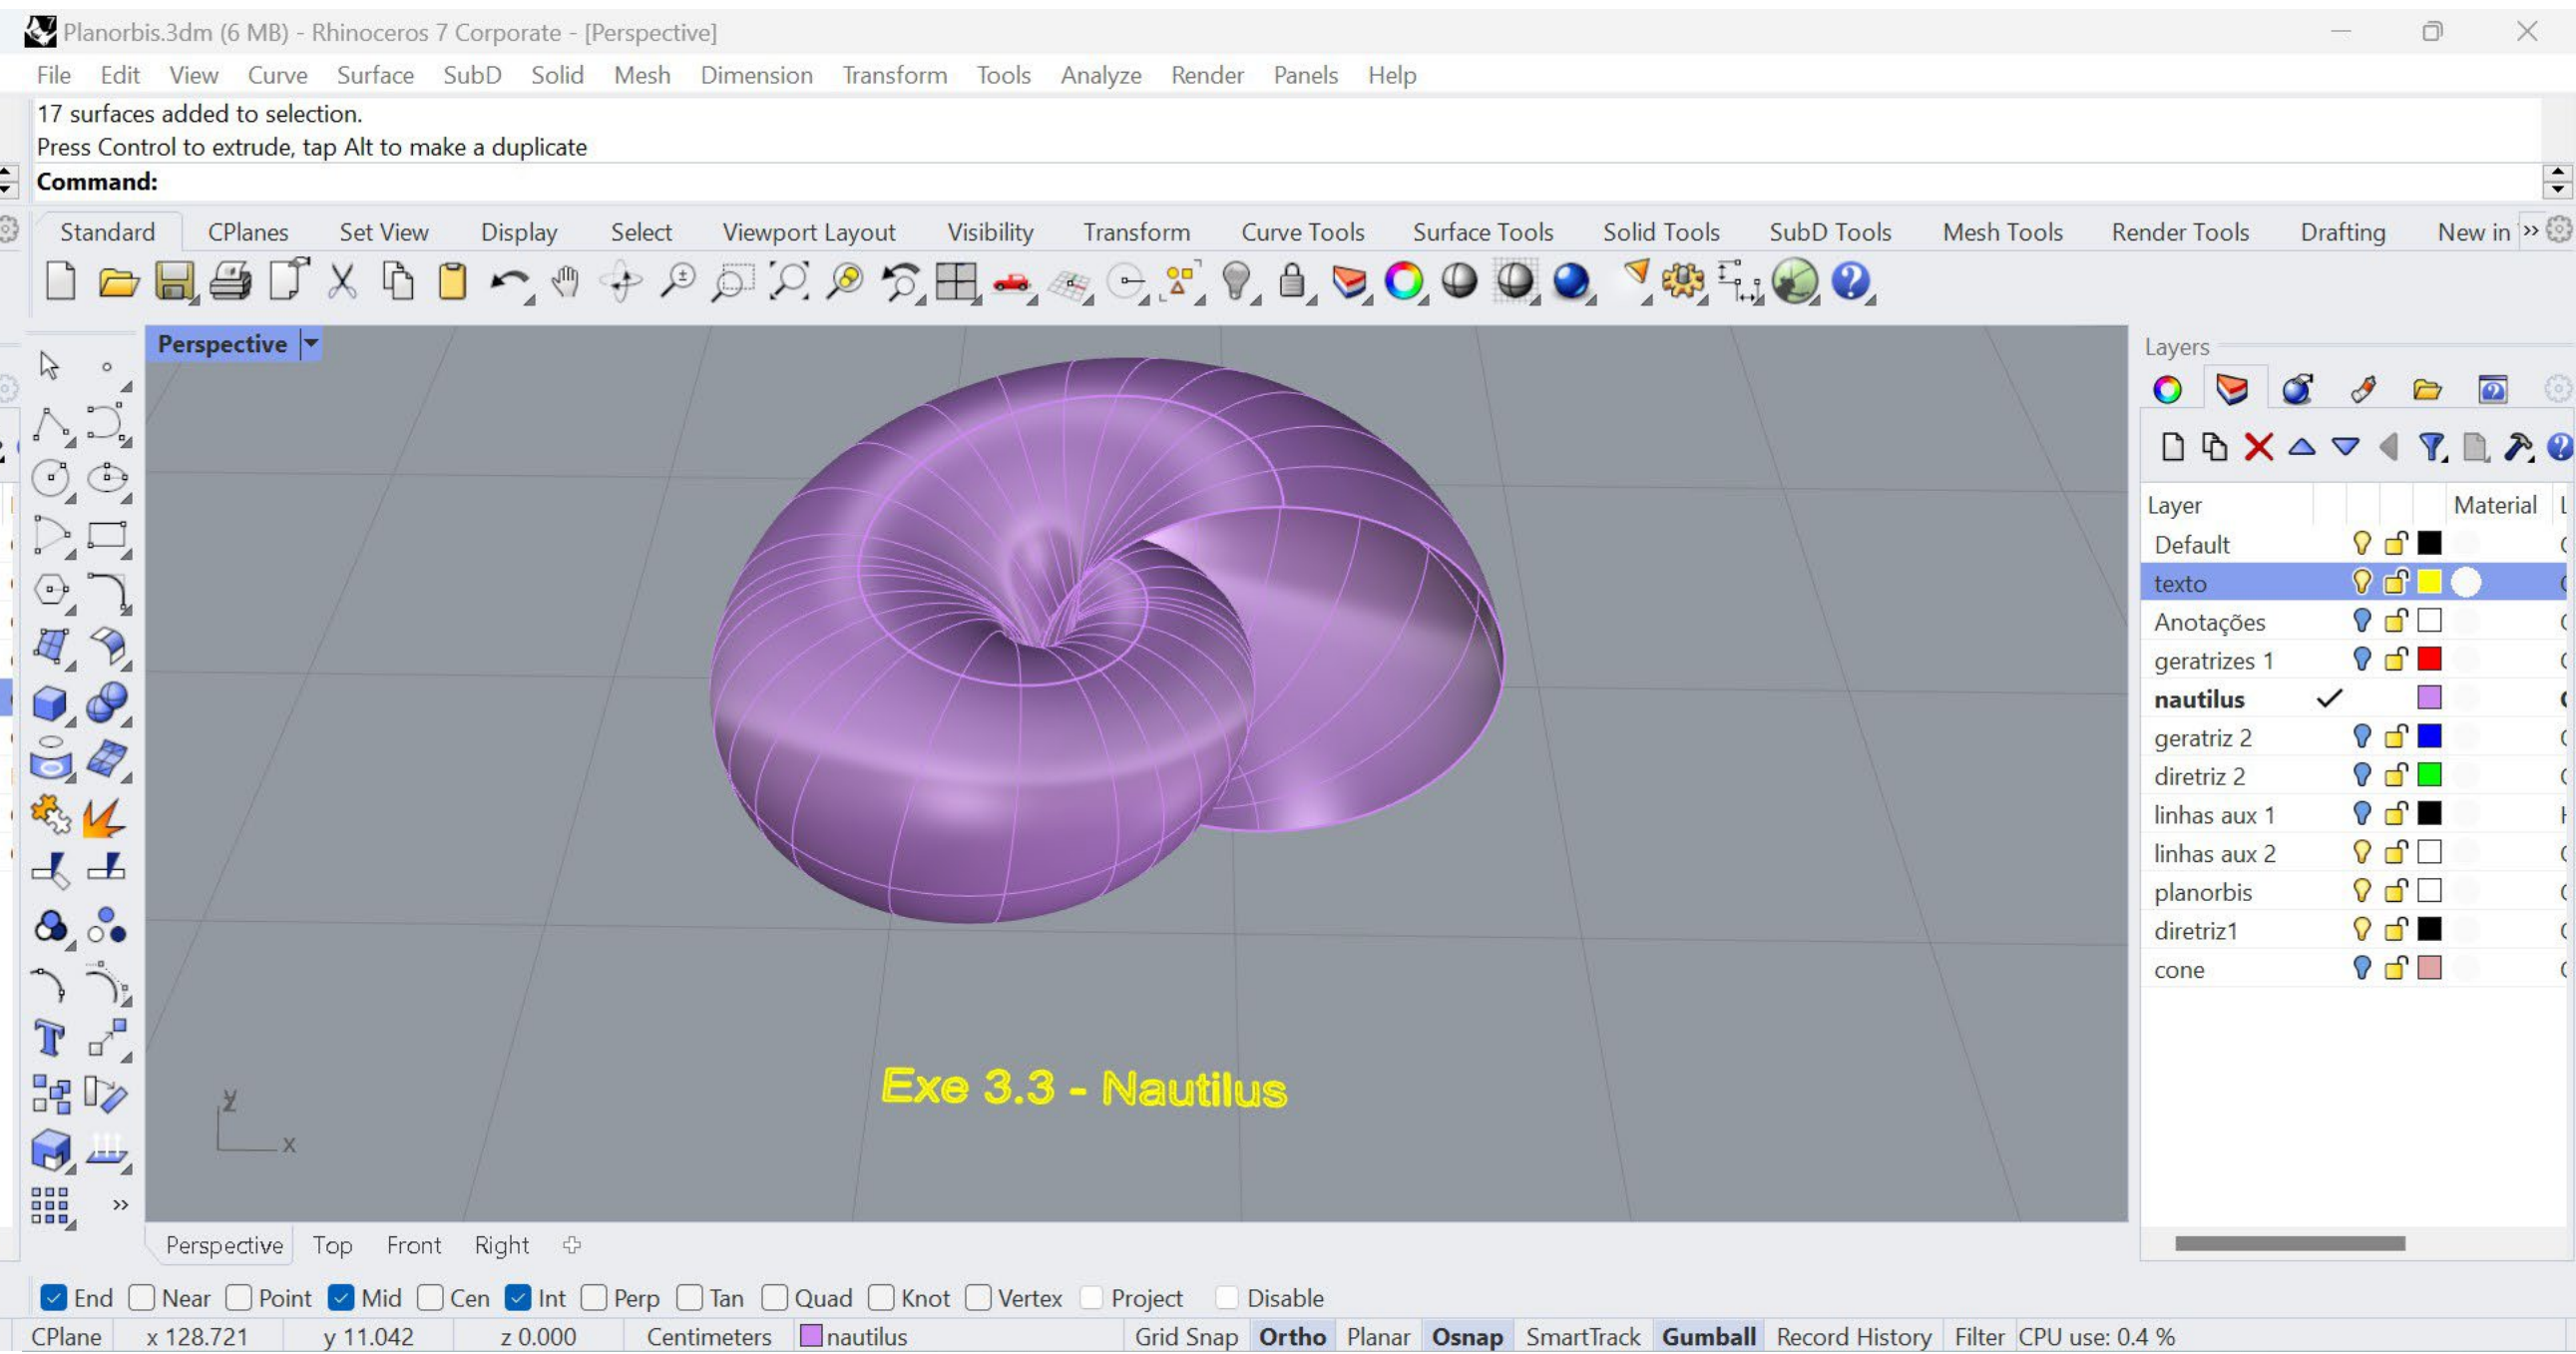 Planorbis.3dm (6 MB) - Rhinoceros 7 Corporate - [Perspective]
File Edit View Curve Surface SubD Solid Mesh Dimension Transform Tools Analyze Render Panels Help
17 surfaces added to selection.
Press Control to extrude, tap Alt to make a duplicate
Command:
Standard CPlanes Set View Display Select Viewport Layout Visibility Transform Curve Tools Surface Tools Solid Tools SubD Tools Mesh Tools Render Tools Drafting New in »
Perspective
Layers
Layer Material
Default
texto
Anotações
geratrizes 1
nautilus
geratriz 2
diretriz 2
linhas aux 1
linhas aux 2
planorbis
diretriz1
cone
Exe 3.3 - Nautilus
y
z
x
Perspective Top Front Right
End Near Point Mid Cen Int Perp Tan Quad Knot Vertex Project Disable
CPlane x 128.721 y 11.042 z 0.000 Centimeters nautilus Grid Snap Ortho Planar Osnap SmartTrack Gumball Record History Filter CPU use: 0.4 %